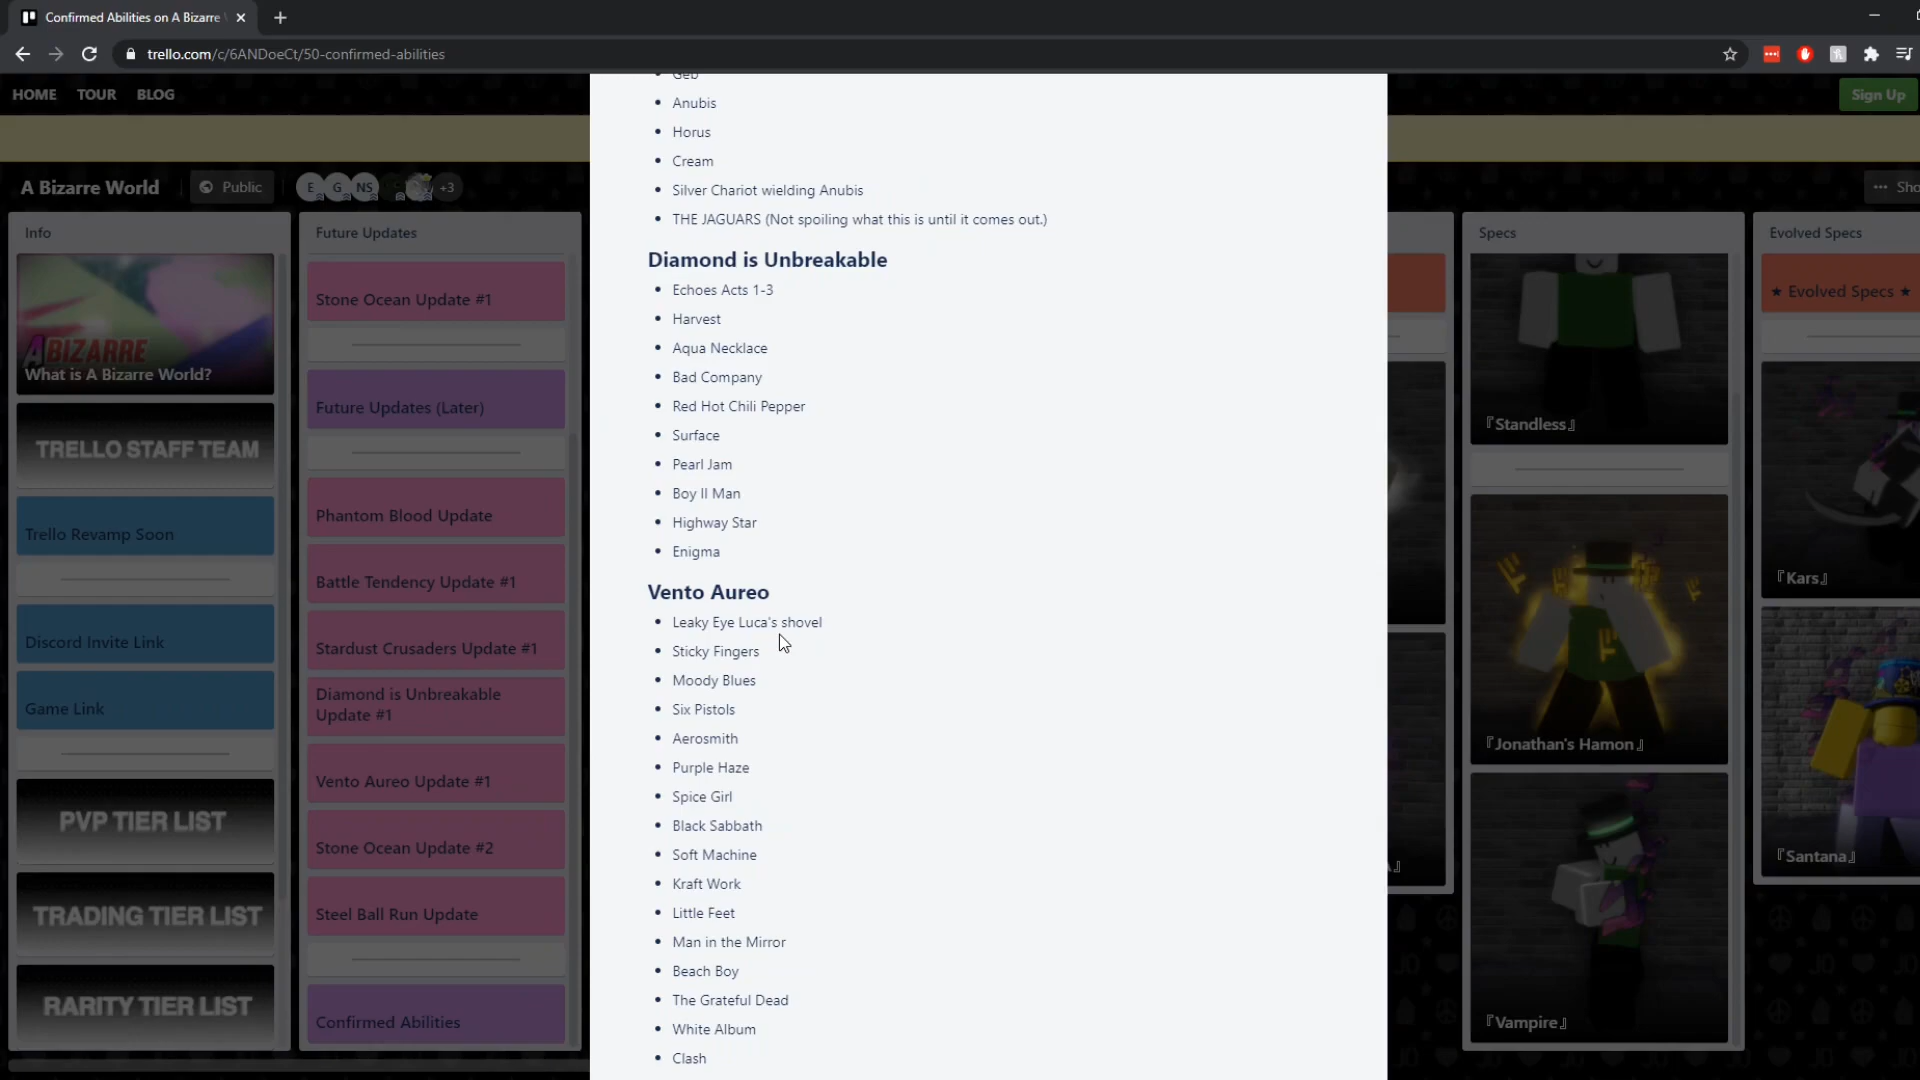 Confirmed Abilities on A Bizarre
trello.com/c/6ANDoeCt/50-confirmed-abilities
HOME TOUR BLOG
Sign Up
A Bizarre World
Public
E G NS +3
Sho
Info
ABIZARRE
What is A Bizarre World?
TRELLO STAFF TEAM
Trello Revamp Soon
Discord Invite Link
Game Link
PVP TIER LIST
TRADING TIER LIST
RARITY TIER LIST
Future Updates
Stone Ocean Update #1
Future Updates (Later)
Phantom Blood Update
Battle Tendency Update #1
Stardust Crusaders Update #1
Diamond is Unbreakable
Update #1
Vento Aureo Update #1
Stone Ocean Update #2
Steel Ball Run Update
Confirmed Abilities
Geb
Anubis
Horus
Cream
Silver Chariot wielding Anubis
THE JAGUARS (Not spoiling what this is until it comes out.)
Diamond is Unbreakable
Echoes Acts 1-3
Harvest
Aqua Necklace
Bad Company
Red Hot Chili Pepper
Surface
Pearl Jam
Boy II Man
Highway Star
Enigma
Vento Aureo
Leaky Eye Luca's shovel
Sticky Fingers
Moody Blues
Six Pistols
Aerosmith
Purple Haze
Spice Girl
Black Sabbath
Soft Machine
Kraft Work
Little Feet
Man in the Mirror
Beach Boy
The Grateful Dead
White Album
Clash
Specs
『Standless』
『Jonathan's Hamon』
『Vampire』
Evolved Specs
★ Evolved Specs ★
『Kars』
『Santana』